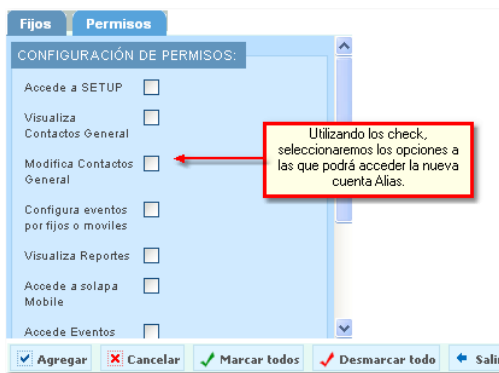 Fijos Permisos
CONFIGURACIÓN DE PERMISOS:
Accede a SETUP
Visualiza
Contactos General
Modifica Contactos
General
Utilizando los check,
seleccionaremos los opciones a
las que podrá acceder la nueva
cuenta Alias.
Configura eventos
por fijos o moviles
Visualiza Reportes
Accede a solapa
Mobile
Accede Eventos
Agregar Cancelar Marcar todos Desmarcar todo Sali